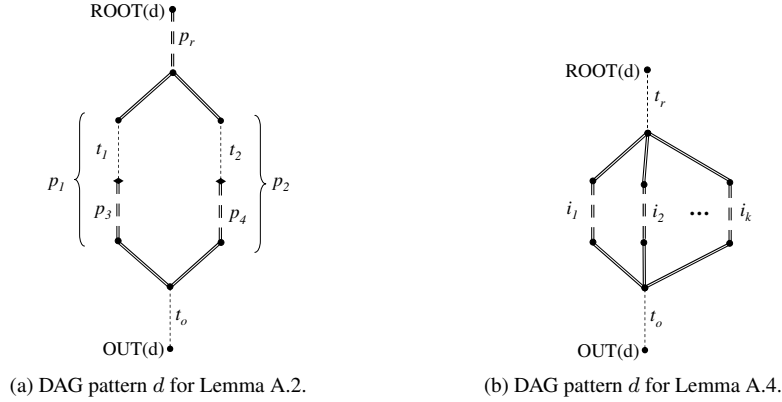 ROOT(d)
p_r
t_1
t_2
p_1
p_2
p_3
p_4
t_o
OUT(d)
(a) DAG pattern d for Lemma A.2.
ROOT(d)
t_r
i_1
i_2
...
i_k
t_o
OUT(d)
(b) DAG pattern d for Lemma A.4.